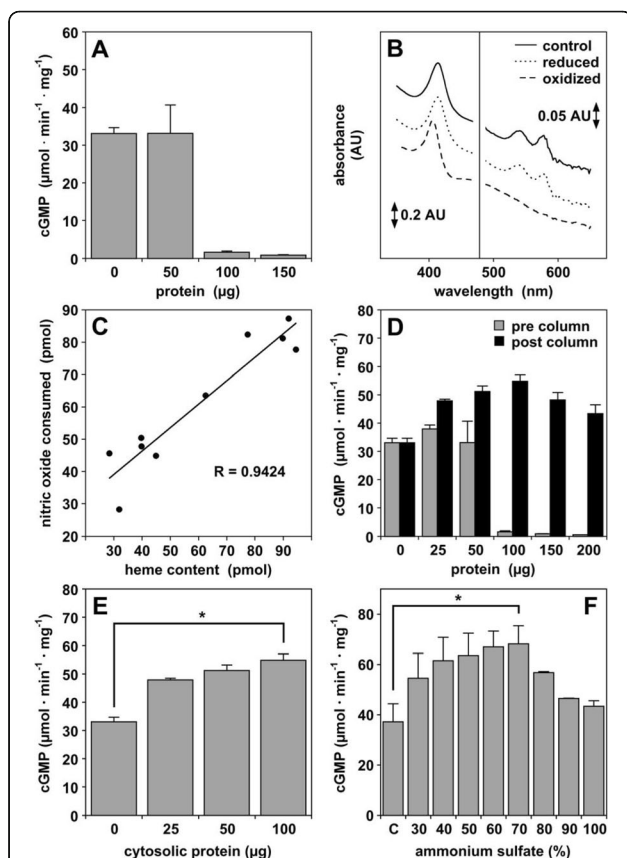 A
cGMP (µmol · min⁻¹ · mg⁻¹)
60
50
40
30
20
10
0
0 50 100 150
protein (µg)
B
control
reduced
oxidized
0.05 AU
0.2 AU
absorbance
(AU)
400 500 600
wavelength (nm)
C
nitric oxide consumed (pmol)
90
80
70
60
50
40
30
20
R = 0.9424
30 40 50 60 70 80 90
heme content (pmol)
D
pre column
post column
cGMP (µmol · min⁻¹ · mg⁻¹)
80
70
60
50
40
30
20
10
0
0 25 50 100 150 200
protein (µg)
E
*
cGMP (µmol · min⁻¹ · mg⁻¹)
80
70
60
50
40
30
20
10
0
0 25 50 100
cytosolic protein (µg)
F
*
cGMP (µmol · min⁻¹ · mg⁻¹)
80
60
40
20
0
C 30 40 50 60 70 80 90 100
ammonium sulfate (%)